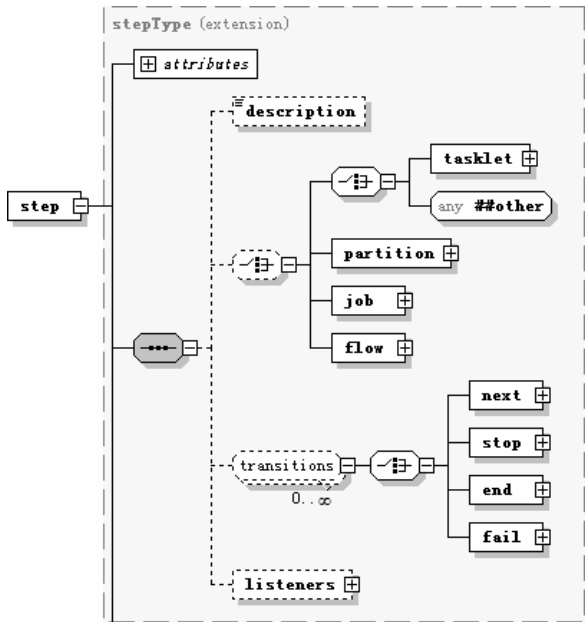 stepType (extension)
attributes
description
tasklet
any ##other
step
partition
job
flow
next
stop
transitions
0..∞
end
fail
listeners